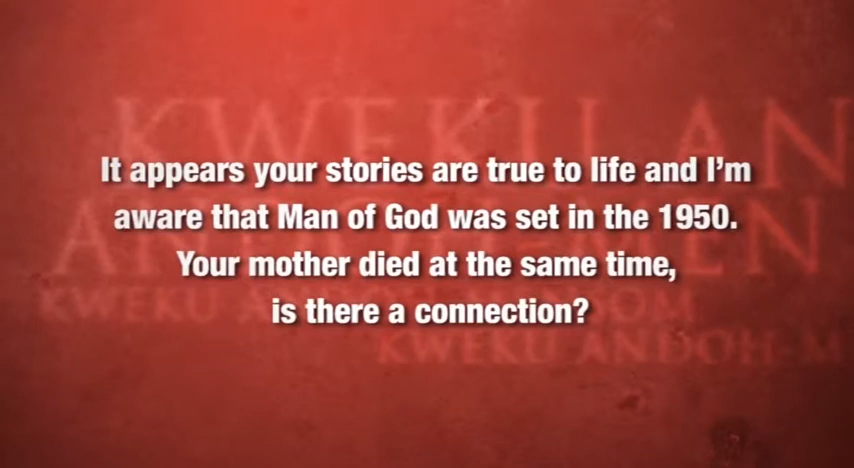 KWEKU AN
It appears your stories are true to life and I'm
aware that Man of God was set in the 1950.
Your mother died at the same time,
is there a connection?
KWEKU ANDOH-M